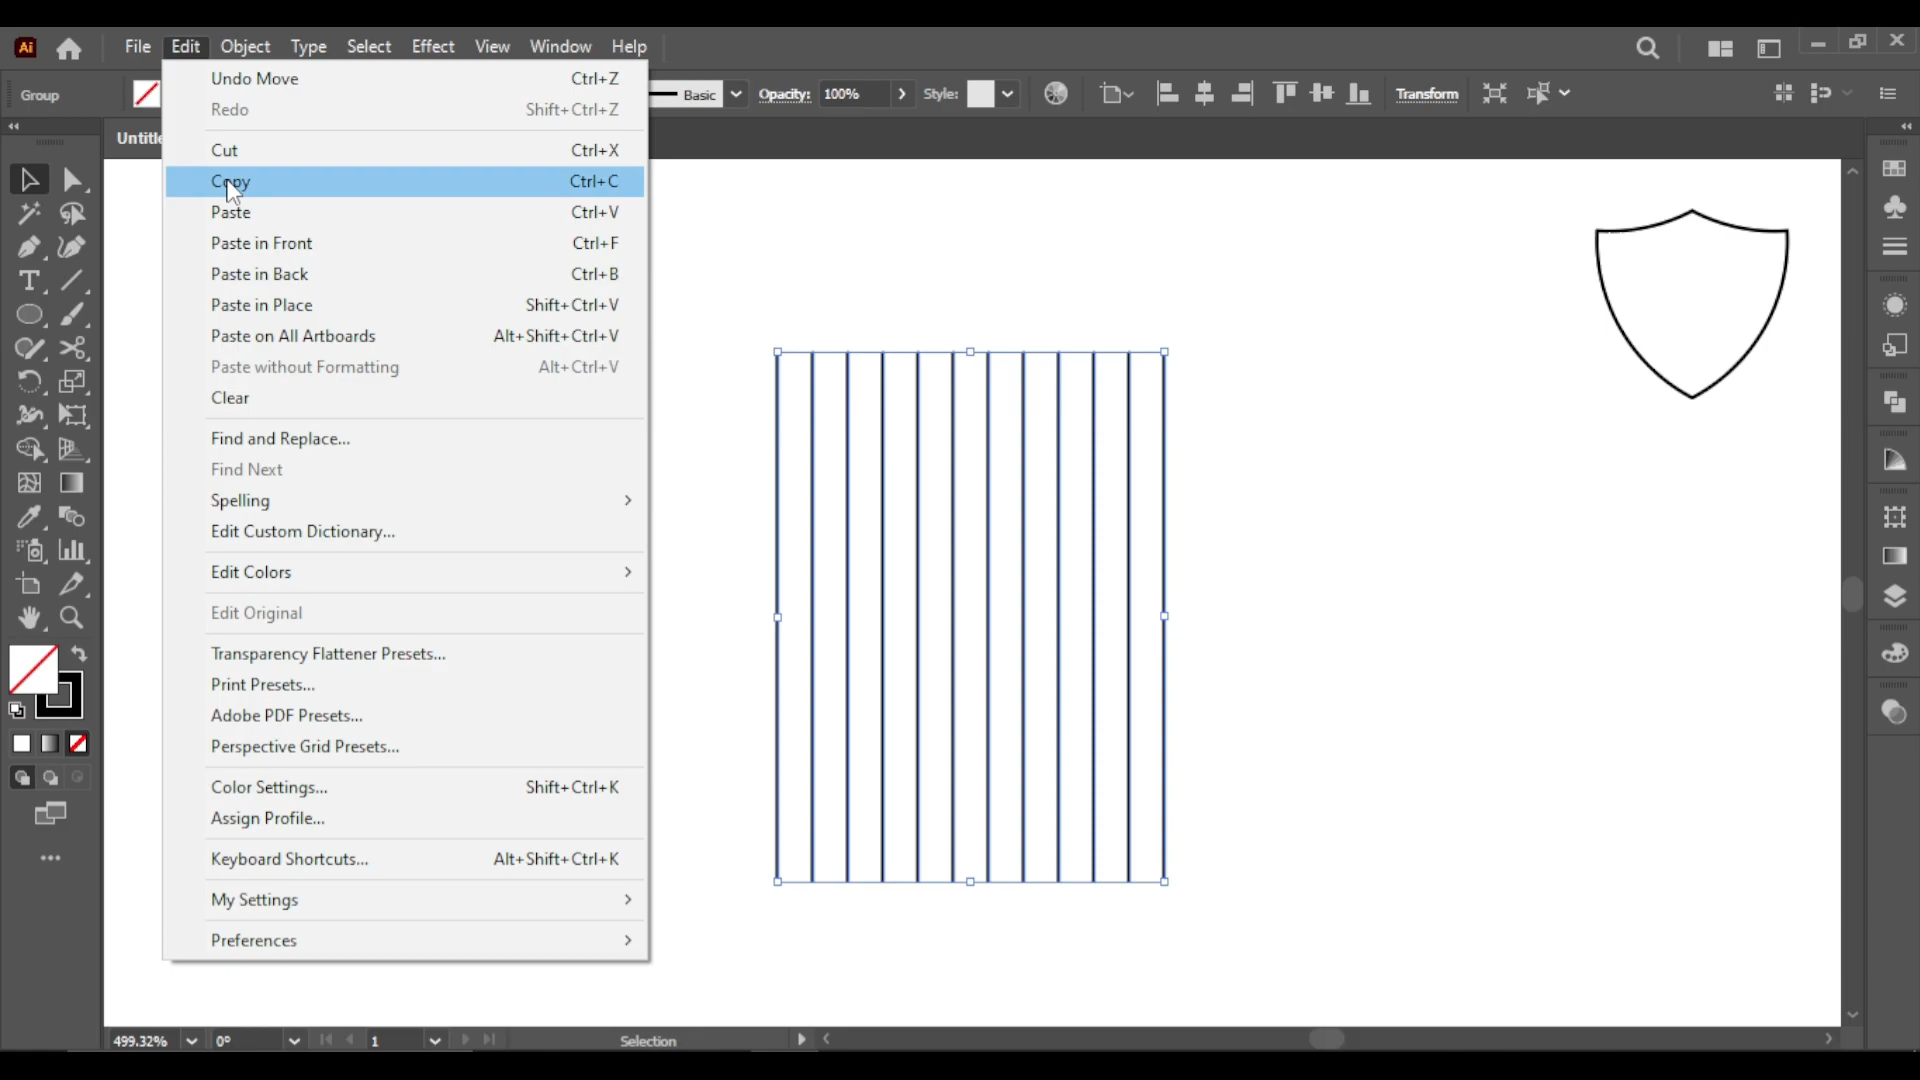 Ai File Edit Object Type Select Effect View Window Help
Group Basic Opacity: 100% Style: Transform
Undo Move Ctrl+Z
Redo Shift+Ctrl+Z
Cut Ctrl+X
Copy Ctrl+C
Paste Ctrl+V
Paste in Front Ctrl+F
Paste in Back Ctrl+B
Paste in Place Shift+Ctrl+V
Paste on All Artboards Alt+Shift+Ctrl+V
Paste without Formatting Alt+Ctrl+V
Clear
Find and Replace...
Find Next
Spelling
Edit Custom Dictionary...
Edit Colors
Edit Original
Transparency Flattener Presets...
Print Presets...
Adobe PDF Presets...
Perspective Grid Presets...
Color Settings... Shift+Ctrl+K
Assign Profile...
Keyboard Shortcuts... Alt+Shift+Ctrl+K
My Settings
Preferences
499.32% 0° 1 Selection